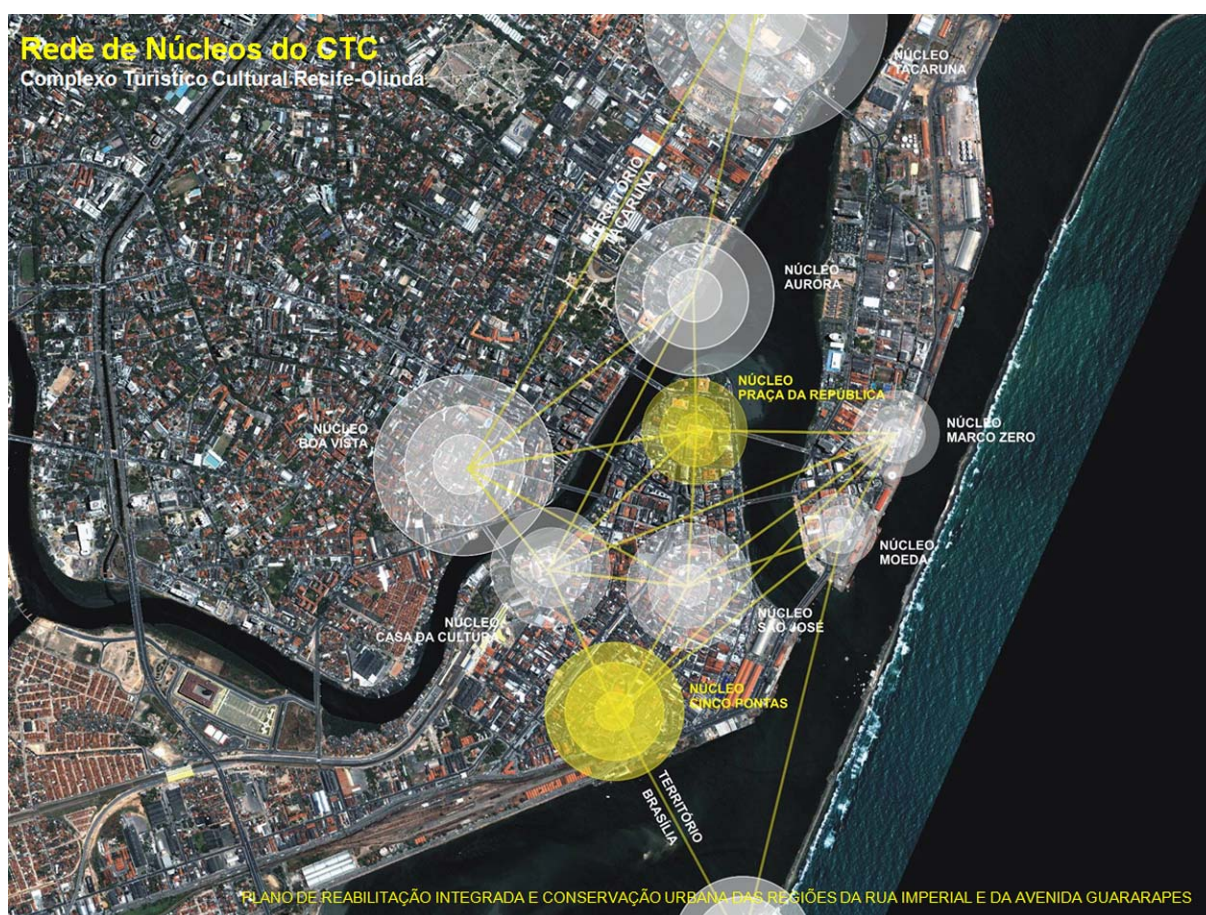 Rede de Núcleos do CTC
Complexo Turistico Cultural Recife-Olinda
NÚCLEO
TACARUNA
TERRITÓRIO
TACARUNA
NÚCLEO
AURORA
NÚCLEO
PRAÇA DA REPÚBLICA
NÚCLEO
BOA VISTA
NÚCLEO
MARCO ZERO
NÚCLEO
MOEDA
NÚCLEO
CASA DA CULTURA
NÚCLEO
SÃO JOSÉ
NÚCLEO
CINCO PONTAS
TERRITÓRIO
BRASÍLIA
PLANO DE REABILITAÇÃO INTEGRADA E CONSERVAÇÃO URBANA DAS REGIÕES DA RUA IMPERIAL E DA AVENIDA GUARARAPES